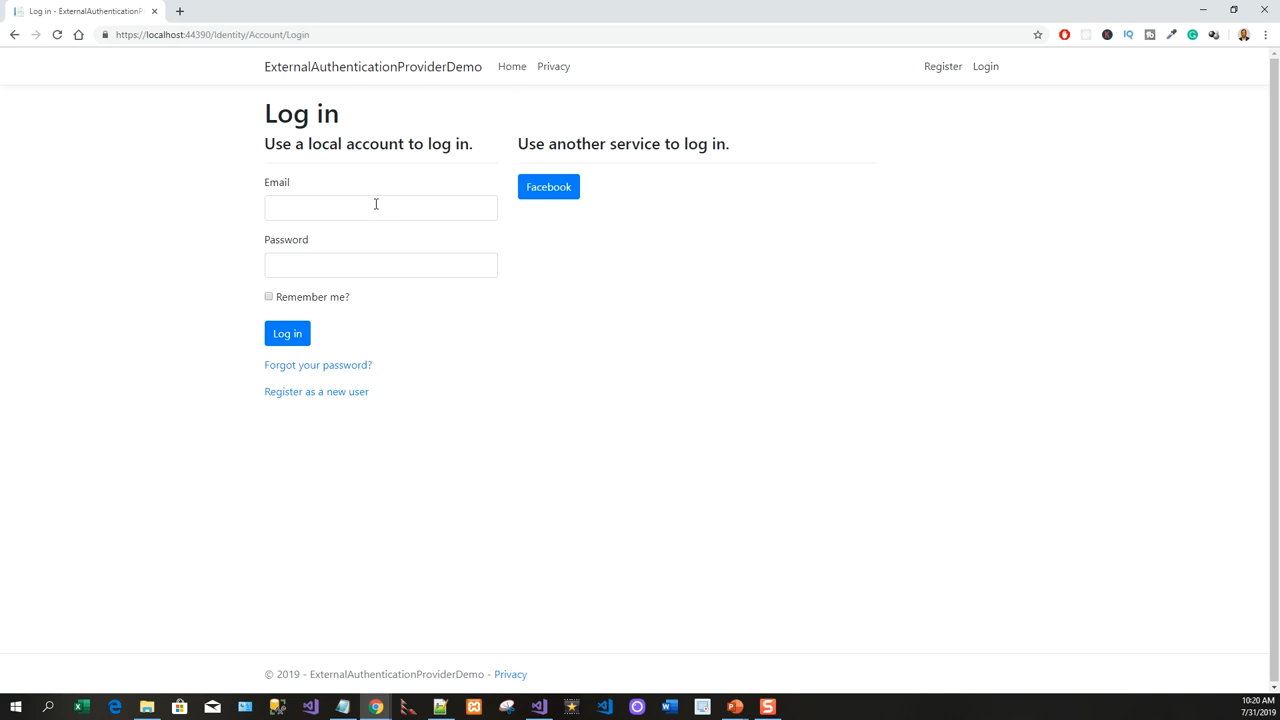 Log in - ExternalAuthenticationP
https://localhost:44390/Identity/Account/Login
ExternalAuthenticationProviderDemo Home Privacy Register Login
Log in
Use a local account to log in.
Use another service to log in.
Facebook
Email
Password
Remember me?
Log in
Forgot your password?
Register as a new user
© 2019 - ExternalAuthenticationProviderDemo - Privacy
10:20 AM
7/31/2019